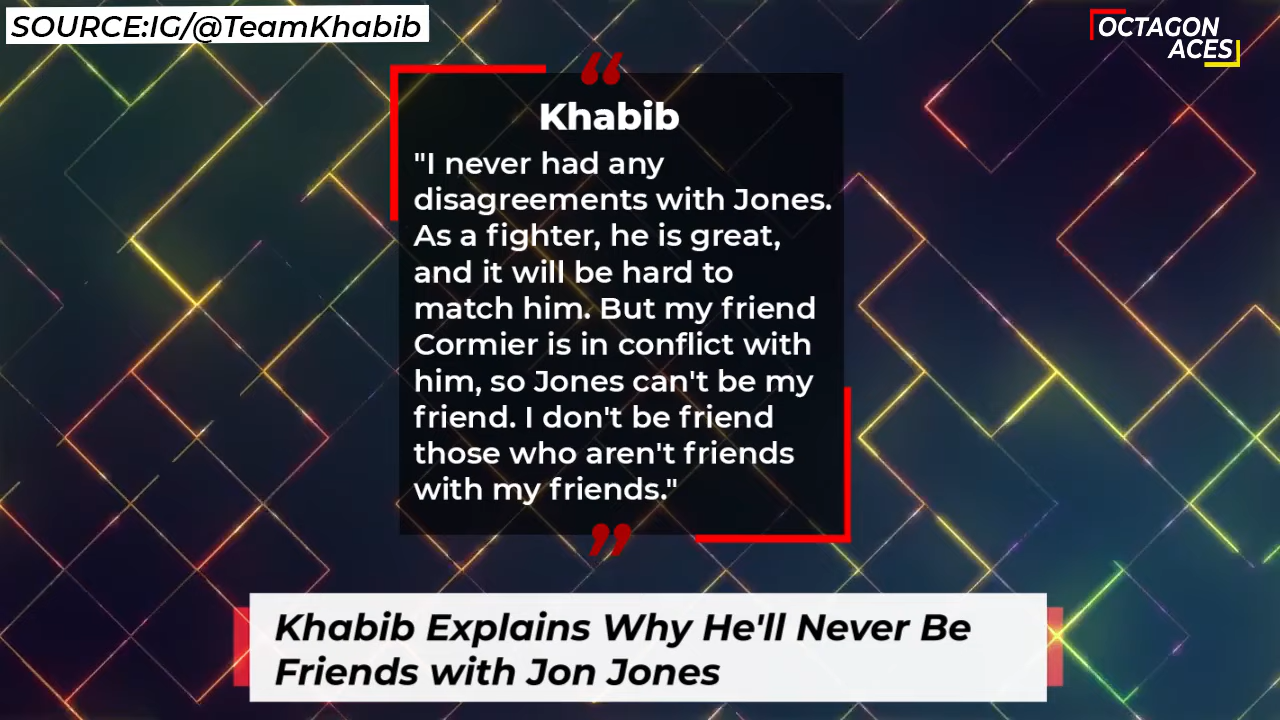 SOURCE:IG/@TeamKhabib
OCTAGON
ACES
“
Khabib
"I never had any
disagreements with Jones.
As a fighter, he is great,
and it will be hard to
match him. But my friend
Cormier is in conflict with
him, so Jones can't be my
friend. I don't be friend
those who aren't friends
with my friends."
”
Khabib Explains Why He'll Never Be
Friends with Jon Jones